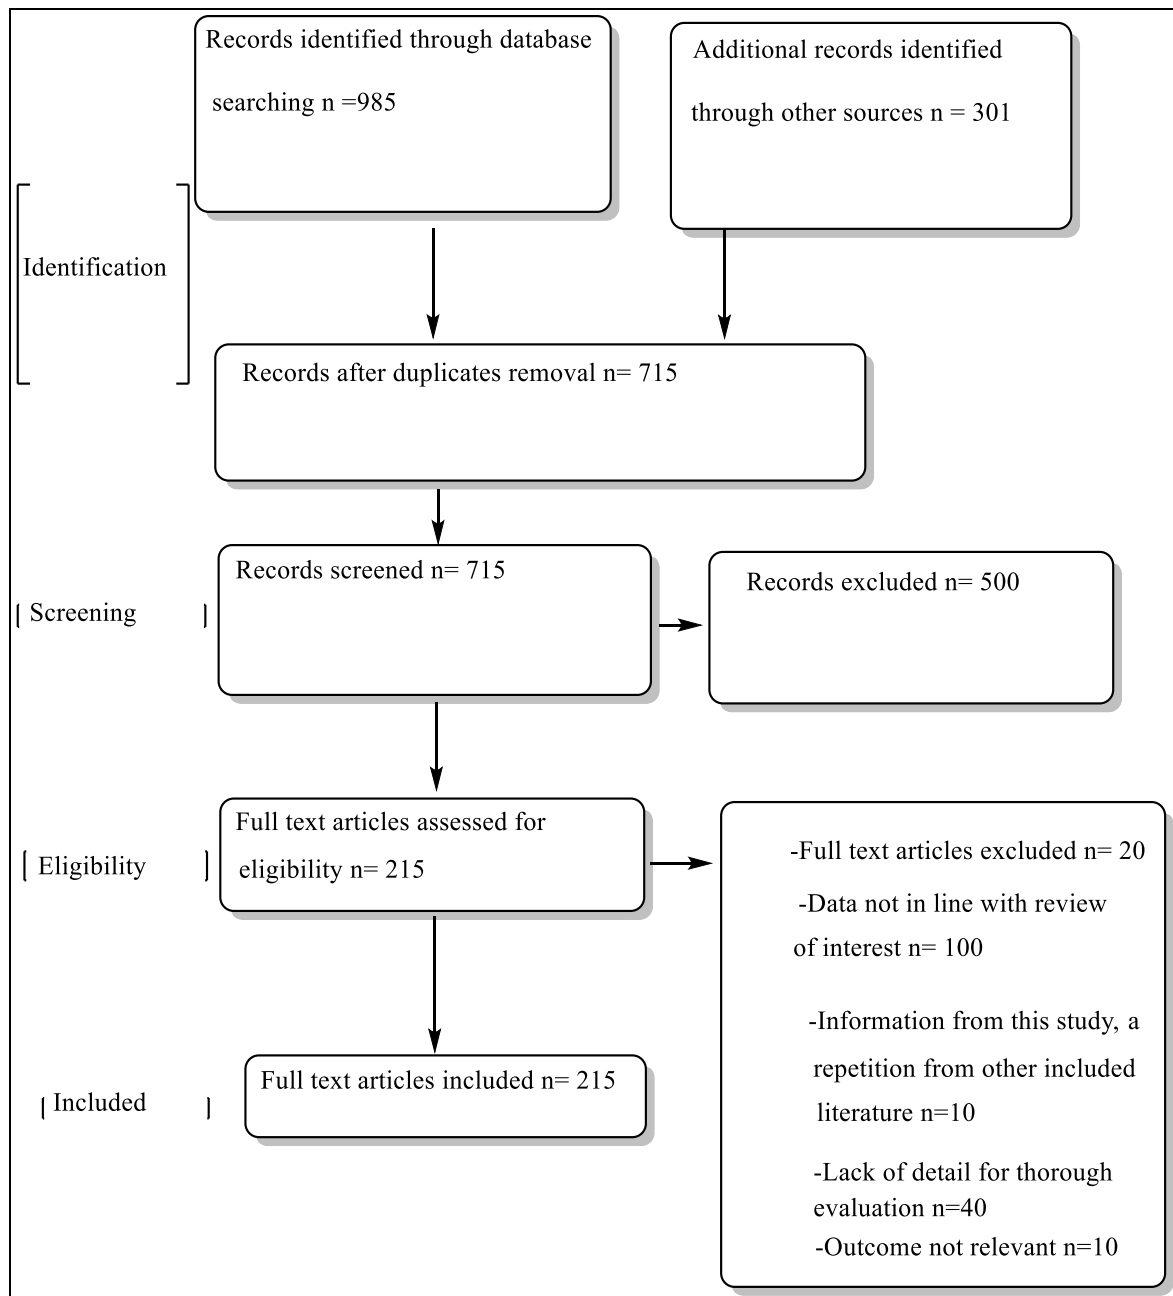 Records identified through database
searching n =985
Additional records identified
through other sources n = 301
Identification
Records after duplicates removal n= 715
Records screened n= 715
Records excluded n= 500
Screening
Full text articles assessed for
eligibility n= 215
Eligibility
-Full text articles excluded n= 20
-Data not in line with review
of interest n= 100
-Information from this study, a
repetition from other included
literature n=10
-Lack of detail for thorough
evaluation n=40
-Outcome not relevant n=10
Full text articles included n= 215
Included